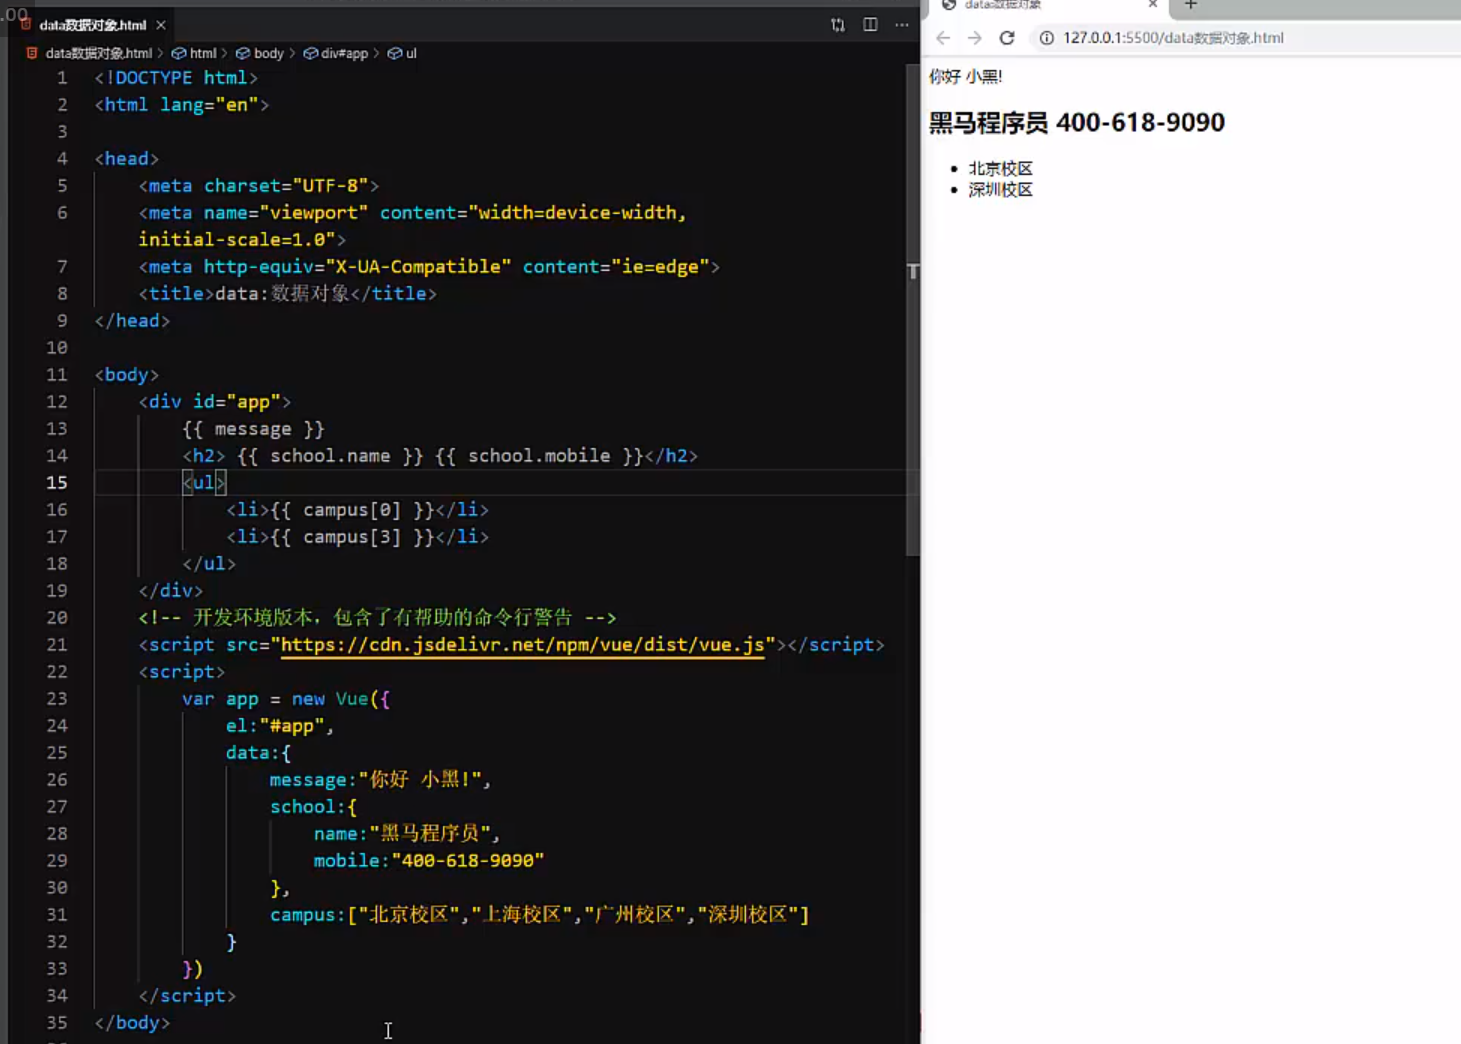 .00
data数据对象.html
data数据对象.html > html > body > div#app > ul
1 <!DOCTYPE html>
2 <html lang="en">
3
4 <head>
5 <meta charset="UTF-8">
6 <meta name="viewport" content="width=device-width,
initial-scale=1.0">
7 <meta http-equiv="X-UA-Compatible" content="ie=edge">
8 <title>data:数据对象</title>
9 </head>
10
11 <body>
12 <div id="app">
13 {{ message }}
14 <h2> {{ school.name }} {{ school.mobile }}</h2>
15 <ul>
16 <li>{{ campus[0] }}</li>
17 <li>{{ campus[3] }}</li>
18 </ul>
19 </div>
20 <!-- 开发环境版本，包含了有帮助的命令行警告 -->
21 <script src="https://cdn.jsdelivr.net/npm/vue/dist/vue.js"></script>
22 <script>
23 var app = new Vue({
24 el:"#app",
25 data:{
26 message:"你好 小黑!",
27 school:{
28 name:"黑马程序员",
29 mobile:"400-618-9090"
30 },
31 campus:["北京校区","上海校区","广州校区","深圳校区"]
32 }
33 })
34 </script>
35 </body>
data:数据对象
127.0.0.1:5500/data数据对象.html
你好 小黑!
黑马程序员 400-618-9090
• 北京校区
• 深圳校区